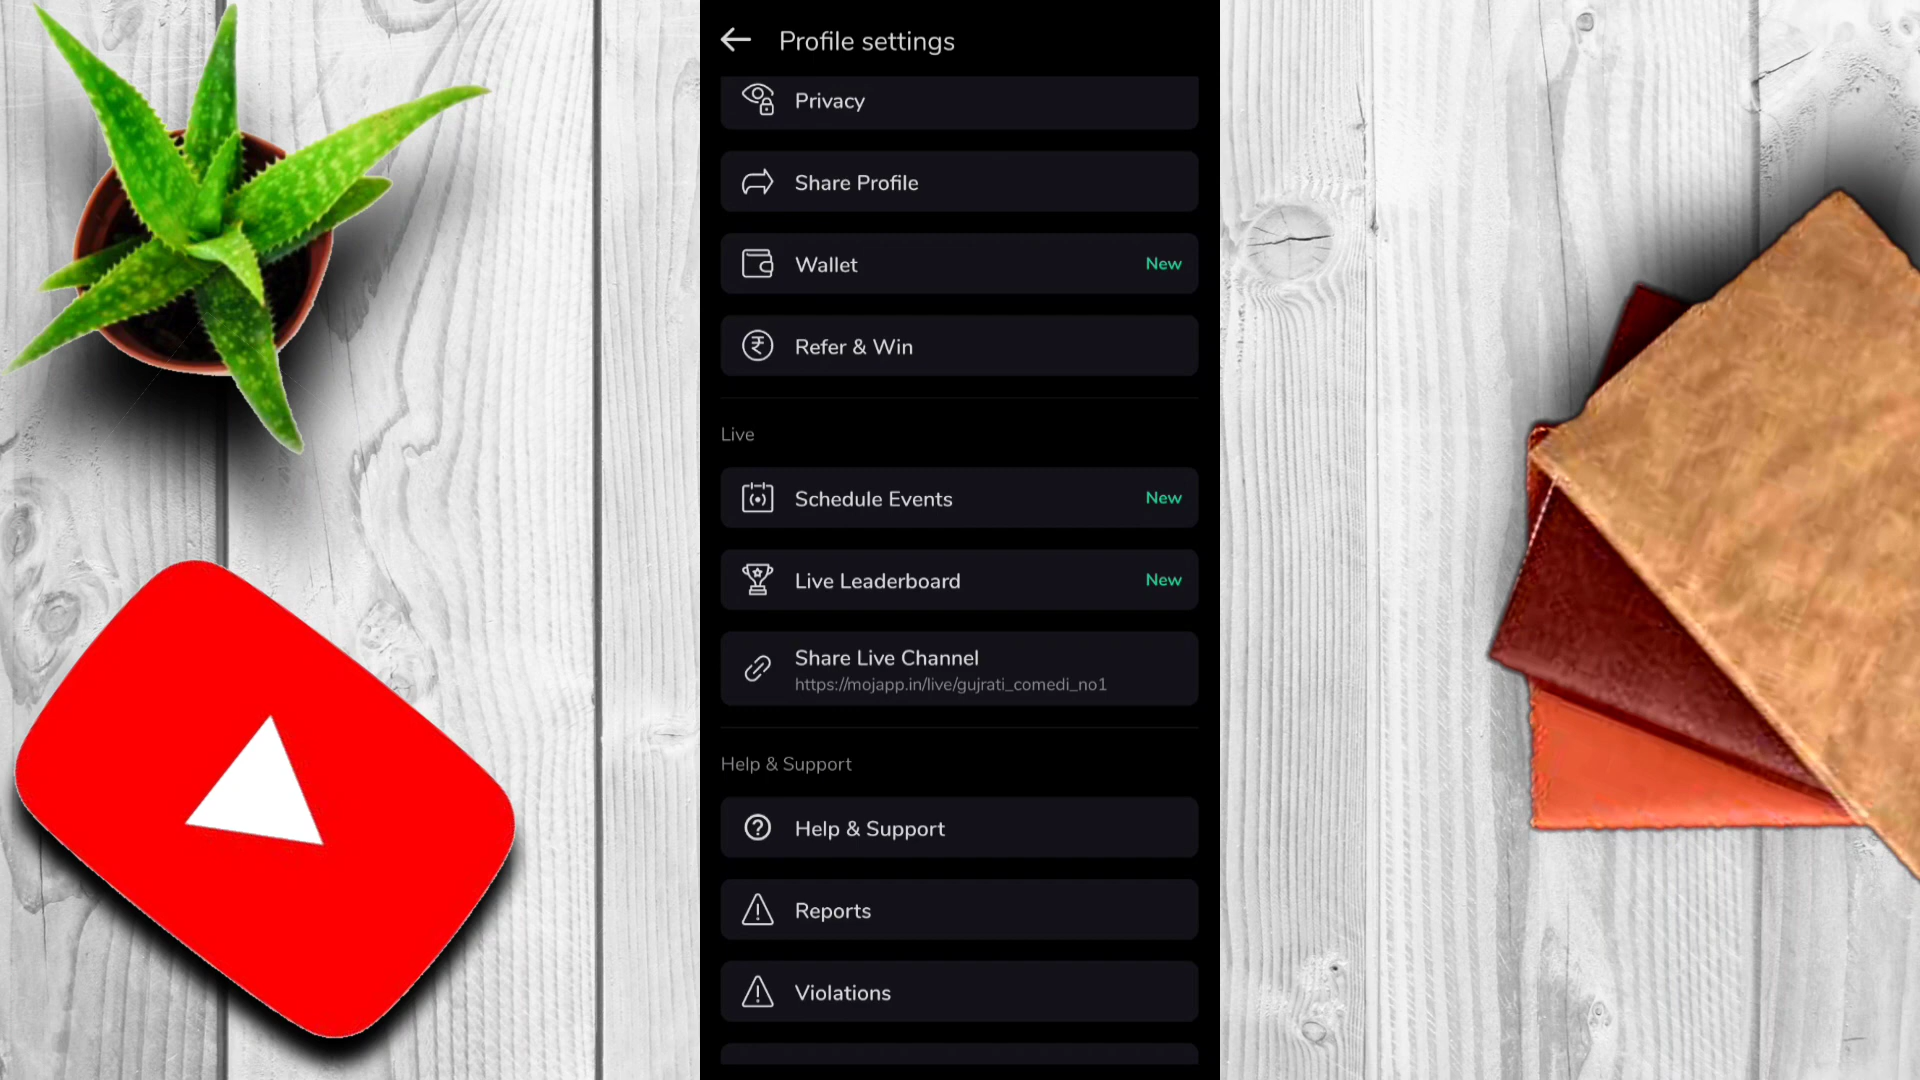 Profile settings
Privacy
Share Profile
Wallet New
Refer & Win
Live
Schedule Events New
Live Leaderboard New
Share Live Channel
https://mojapp.in/live/gujrati_comedi_no1
Help & Support
Help & Support
Reports
Violations